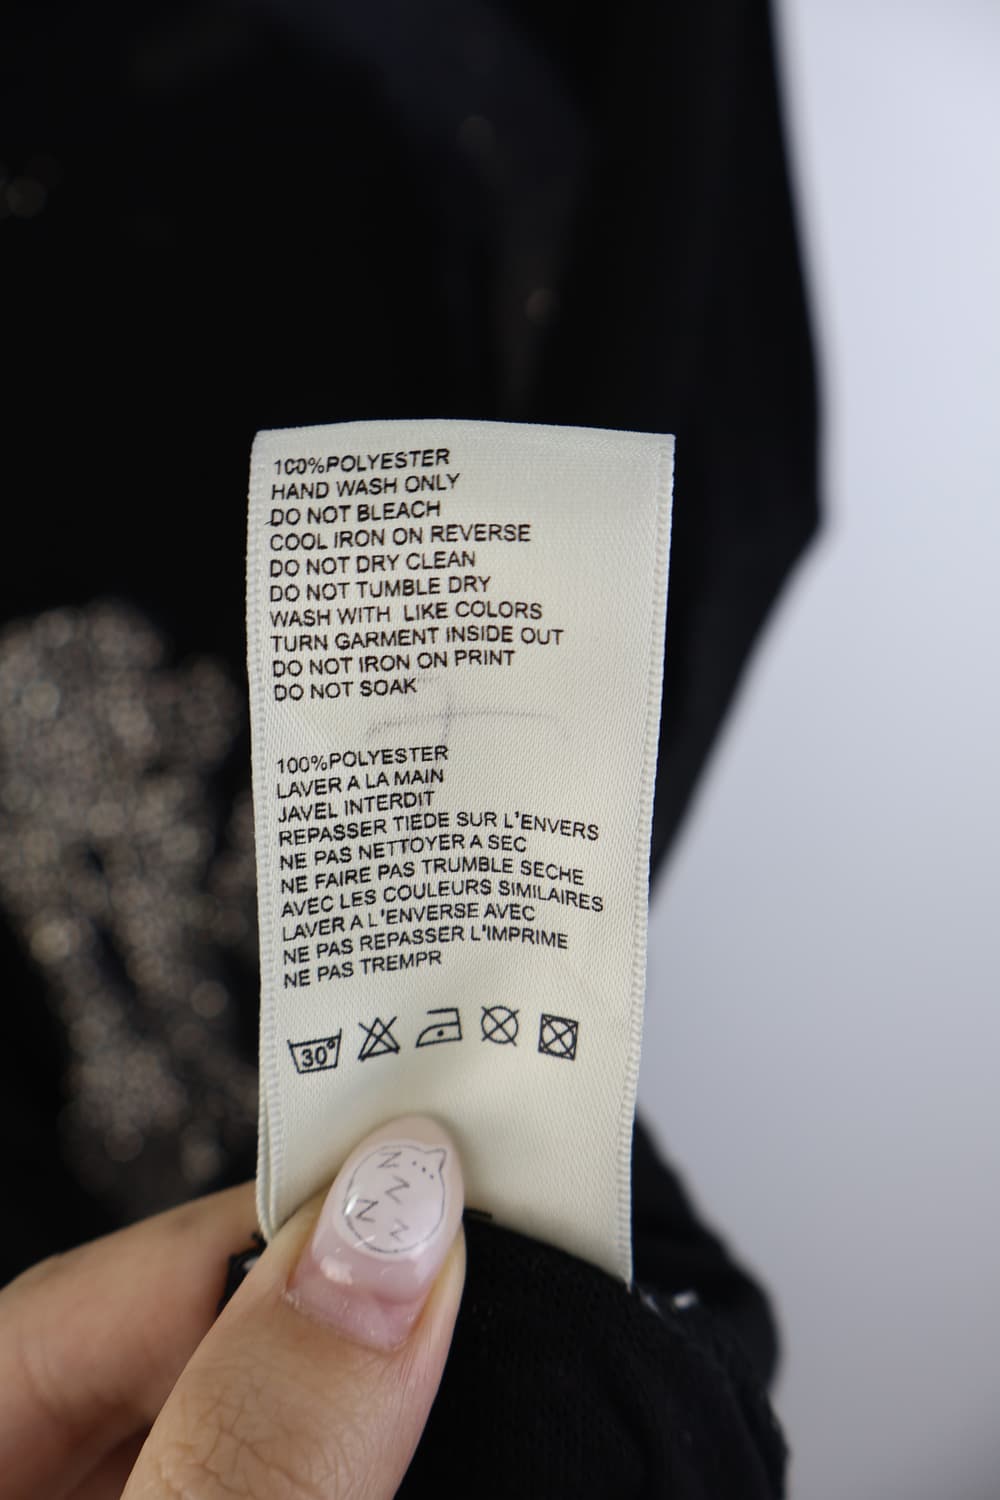 100%POLYESTER
HAND WASH ONLY
DO NOT BLEACH
COOL IRON ON REVERSE
DO NOT DRY CLEAN
DO NOT TUMBLE DRY
WASH WITH LIKE COLORS
TURN GARMENT INSIDE OUT
DO NOT IRON ON PRINT
DO NOT SOAK
100%POLYESTER
LAVER A LA MAIN
JAVEL INTERDIT
REPASSER TIEDE SUR L'ENVERS
NE PAS NETTOYER A SEC
NE FAIRE PAS TRUMBLE SECHE
AVEC LES COULEURS SIMILAIRES
LAVER A L'ENVERSE AVEC
NE PAS REPASSER L'IMPRIME
NE PAS TREMPR
30°
Z Z Z Z